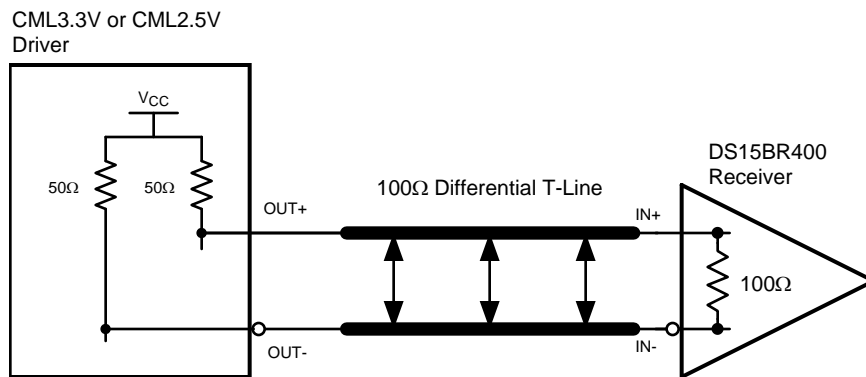 CML3.3V or CML2.5V
Driver
VCC
50Ω
50Ω
OUT+
OUT-
100Ω Differential T-Line
IN+
IN-
DS15BR400
Receiver
100Ω